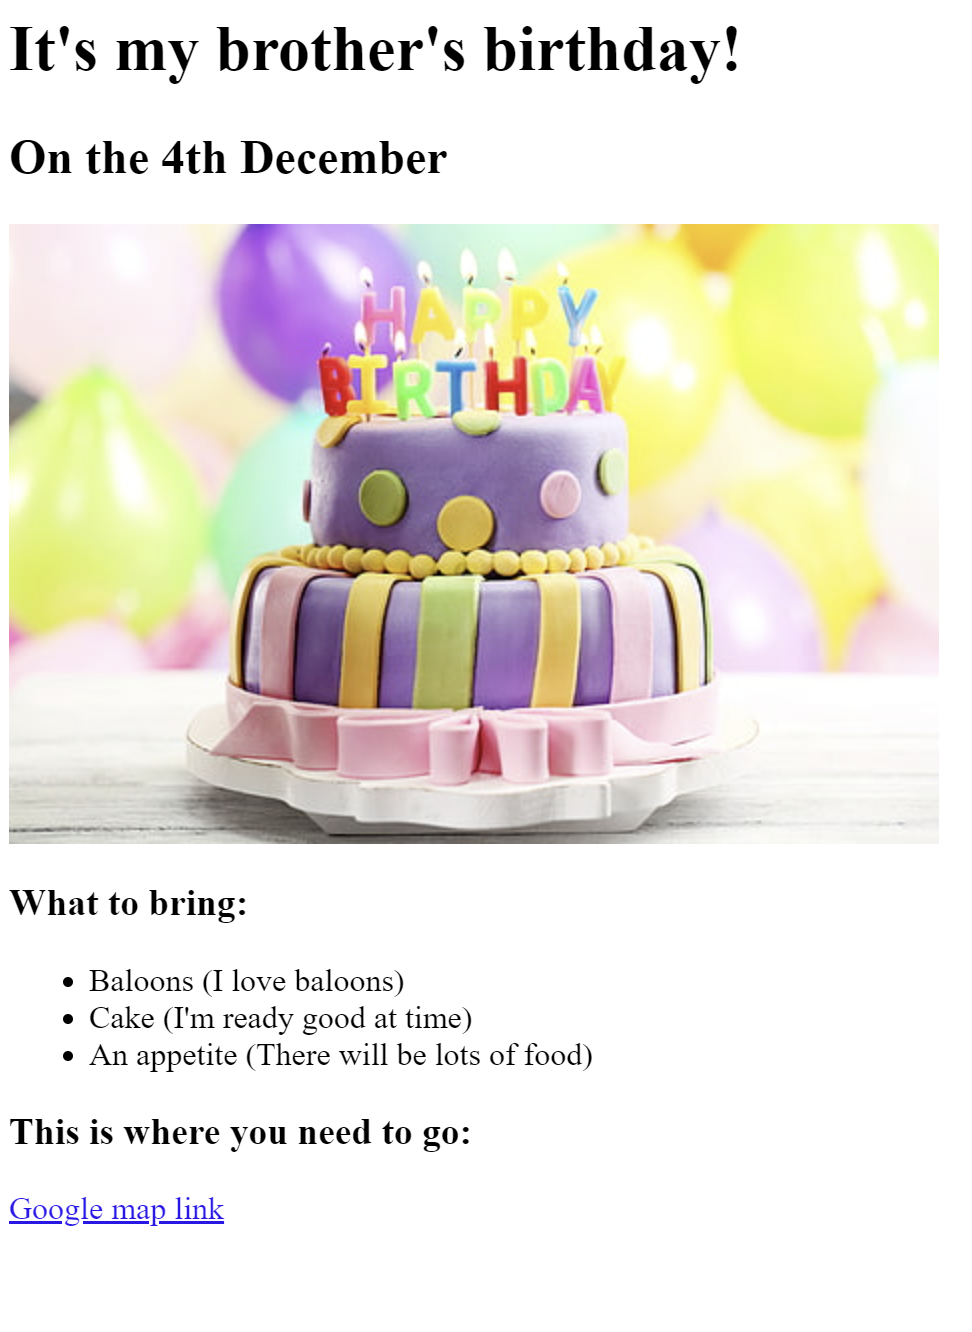 It's my brother's birthday!
On the 4th December
HAPPY
BIRTHDAY
What to bring:
Baloons (I love baloons)
Cake (I'm ready good at time)
An appetite (There will be lots of food)
This is where you need to go:
Google map link